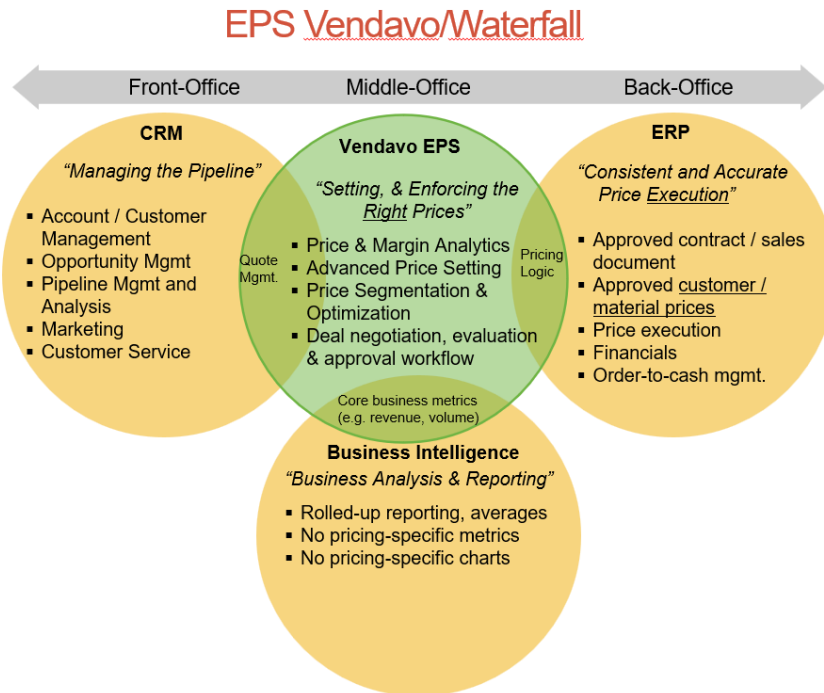 EPS Vendavo/Waterfall
Front-Office
Middle-Office
Back-Office
CRM
“Managing the Pipeline”
▪ Account / Customer
Management
▪ Opportunity Mgmt
▪ Pipeline Mgmt and
Analysis
▪ Marketing
▪ Customer Service
Quote
Mgmt.
Vendavo EPS
“Setting, & Enforcing the
Right Prices”
▪ Price & Margin Analytics
▪ Advanced Price Setting
▪ Price Segmentation &
Optimization
▪ Deal negotiation, evaluation
& approval workflow
Pricing
Logic
ERP
“Consistent and Accurate
Price Execution”
▪ Approved contract / sales
document
▪ Approved customer /
material prices
▪ Price execution
▪ Financials
▪ Order-to-cash mgmt.
Core business metrics
(e.g. revenue, volume)
Business Intelligence
“Business Analysis & Reporting”
▪ Rolled-up reporting, averages
▪ No pricing-specific metrics
▪ No pricing-specific charts